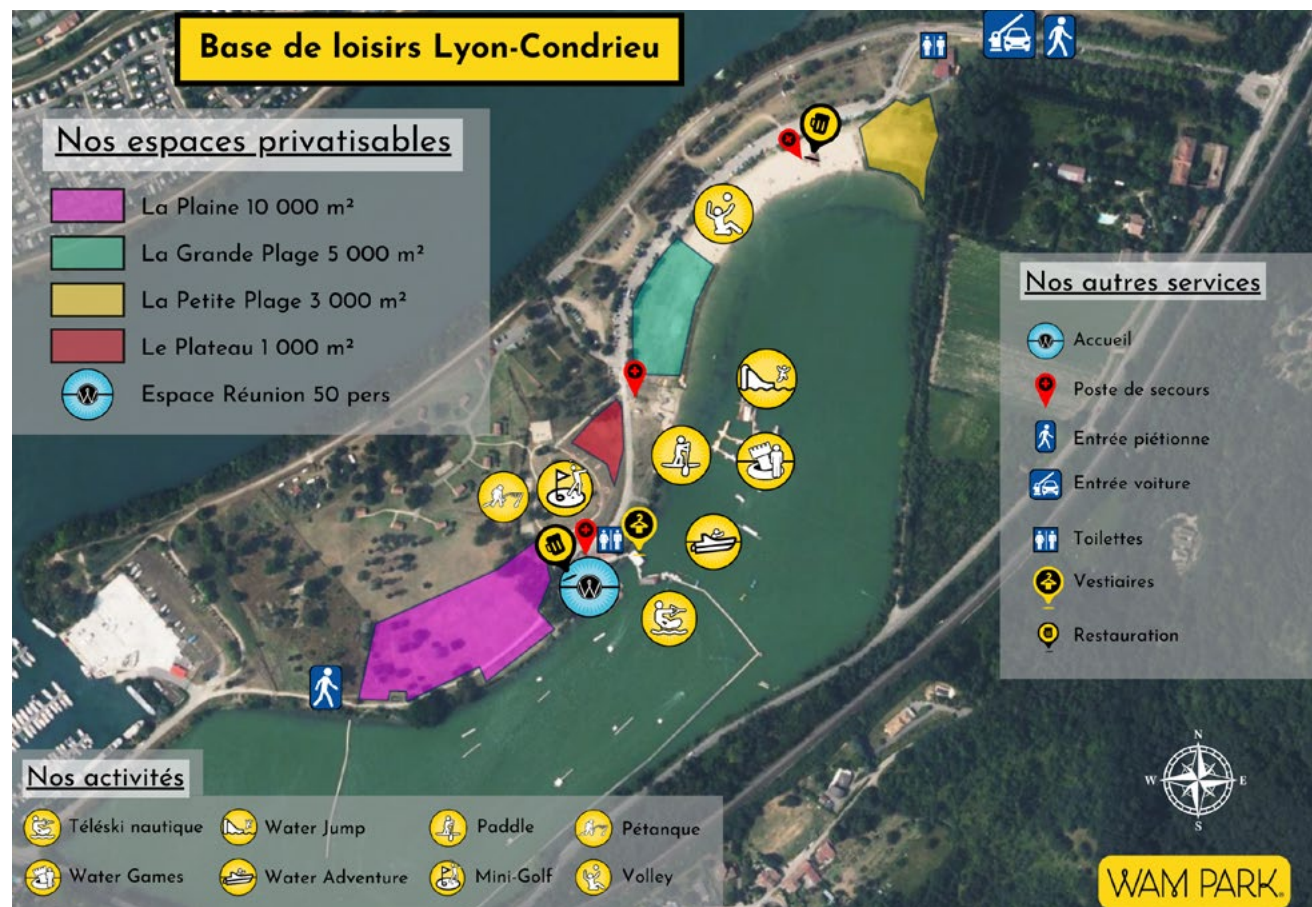 Base de loisirs Lyon-Condrieu
Nos espaces privatisables
La Plaine 10 000 m²
La Grande Plage 5 000 m²
La Petite Plage 3 000 m²
Le Plateau 1 000 m²
Espace Réunion 50 pers
Nos autres services
Accueil
Poste de secours
Entrée piétionne
Entrée voiture
Toilettes
Vestiaires
Restauration
Nos activités
Téléski nautique
Water Jump
Paddle
Pétanque
Water Games
Water Adventure
Mini-Golf
Volley
N
W
E
S
WAM PARK